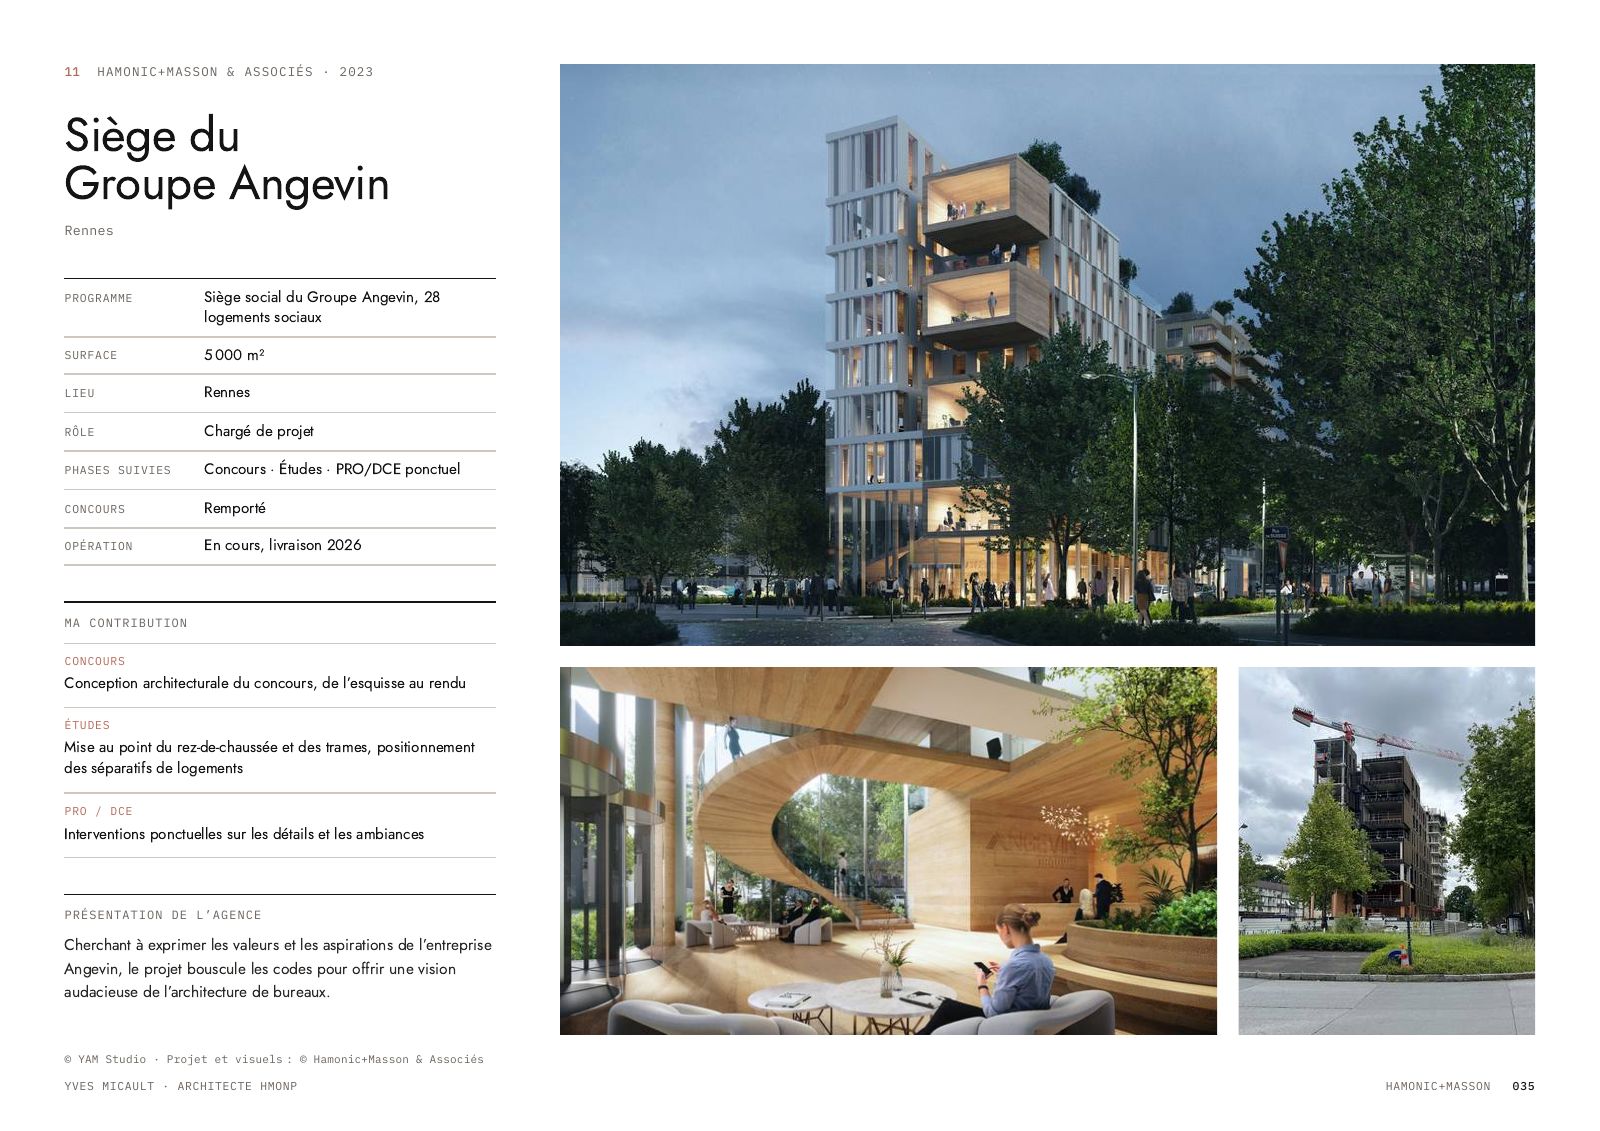 11 HAMONIC+MASSON & ASSOCIÉS · 2023
Siège du
Groupe Angevin
Rennes
PROGRAMME Siège social du Groupe Angevin, 28
logements sociaux
SURFACE 5 000 m²
LIEU Rennes
RÔLE Chargé de projet
PHASES SUIVIES Concours · Études · PRO/DCE ponctuel
CONCOURS Remporté
OPÉRATION En cours, livraison 2026
MA CONTRIBUTION
CONCOURS
Conception architecturale du concours, de l’esquisse au rendu
ÉTUDES
Mise au point du rez-de-chaussée et des trames, positionnement
des séparatifs de logements
PRO / DCE
Interventions ponctuelles sur les détails et les ambiances
PRÉSENTATION DE L’AGENCE
Cherchant à exprimer les valeurs et les aspirations de l’entreprise
Angevin, le projet bouscule les codes pour offrir une vision
audacieuse de l’architecture de bureaux.
© YAM Studio · Projet et visuels : © Hamonic+Masson & Associés
YVES MICAULT · ARCHITECTE HMONP
ANGEVIN
HAMONIC+MASSON 035